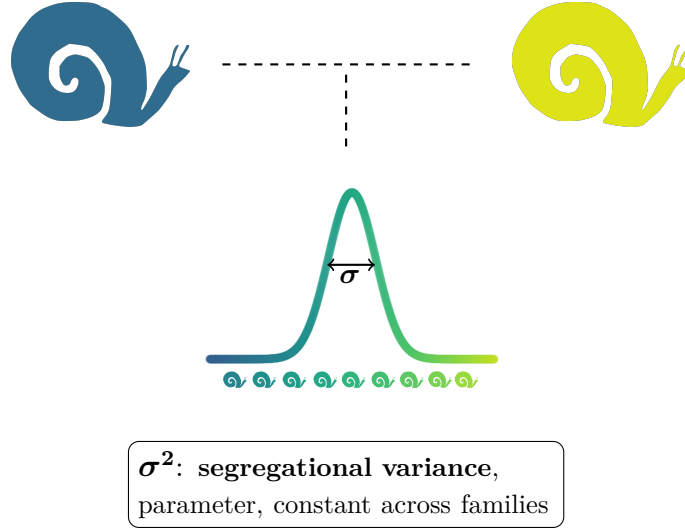 σ
σ²: segregational variance,
parameter, constant across families